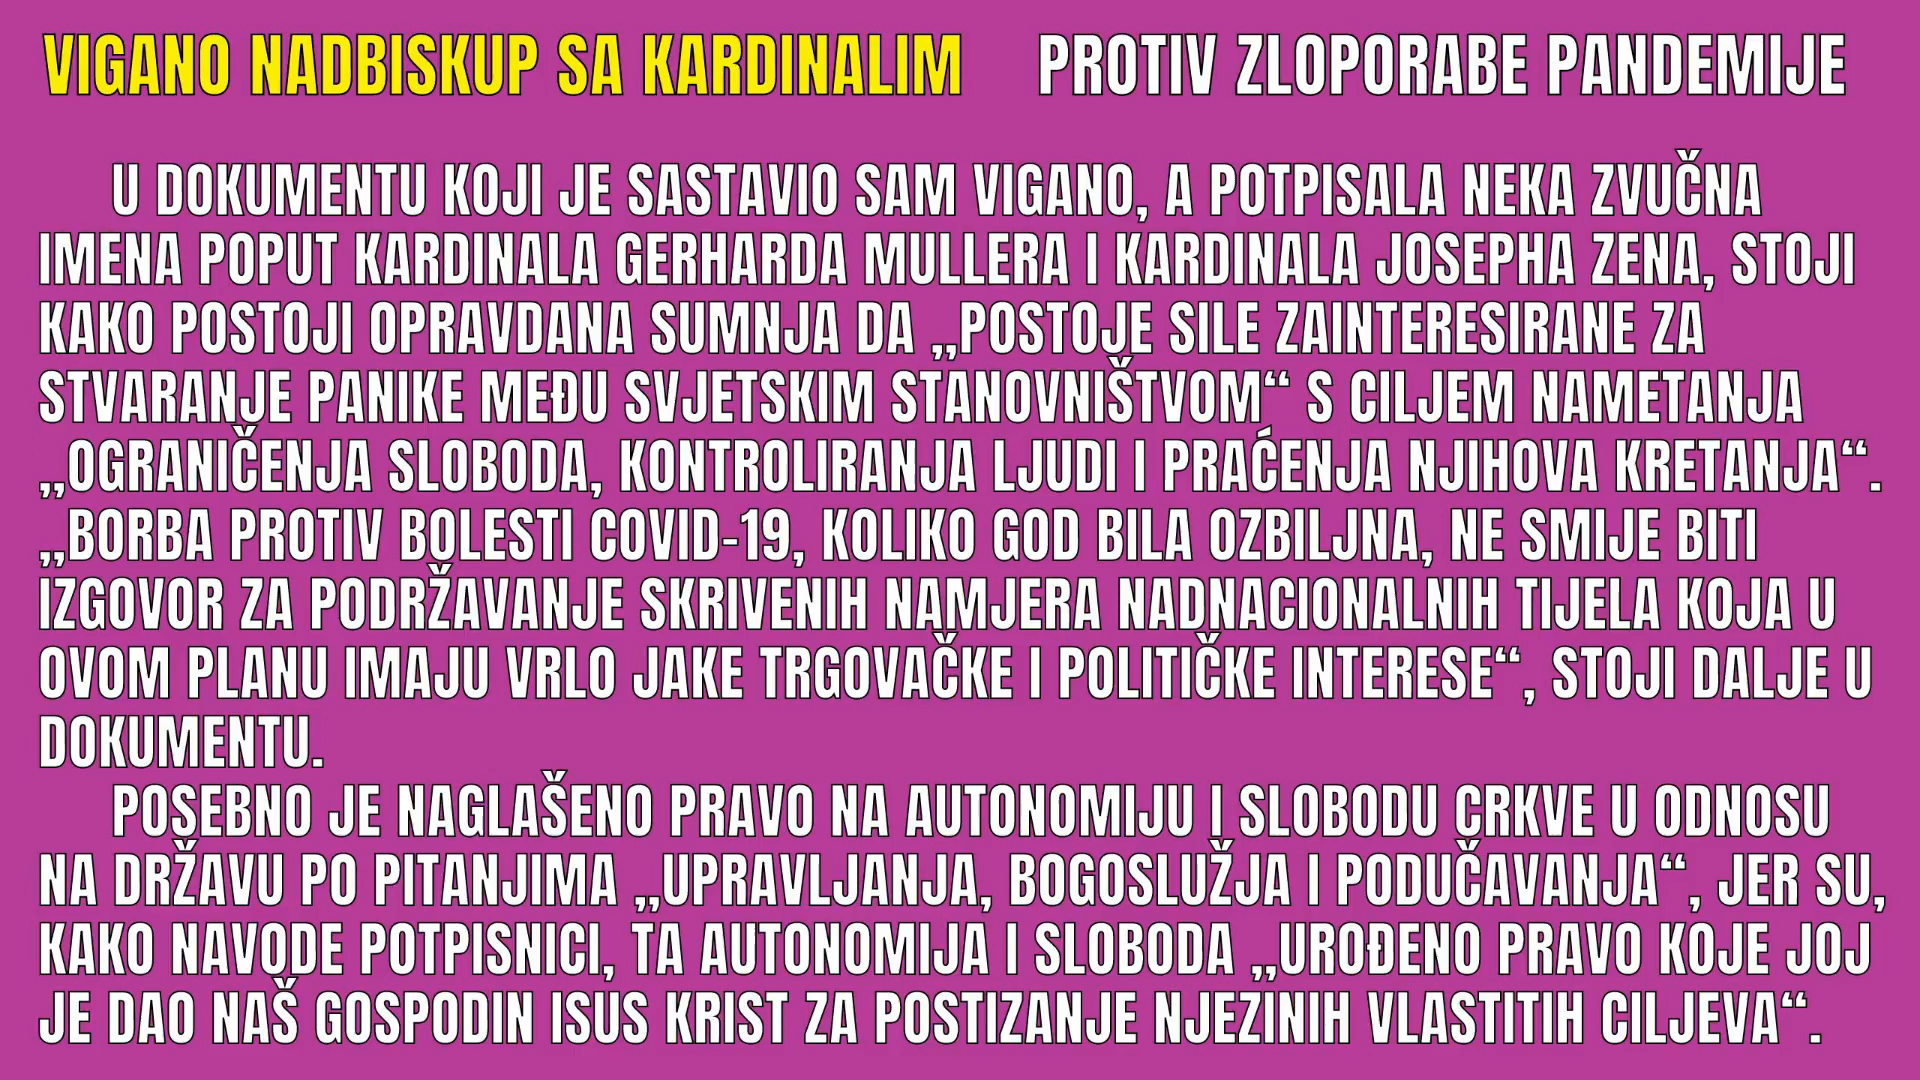 VIGANO NADBISKUP SA KARDINALIM PROTIV ZLOPORABE PANDEMIJE
U DOKUMENTU KOJI JE SASTAVIO SAM VIGANO, A POTPISALA NEKA ZVUČNA
IMENA POPUT KARDINALA GERHARDA MULLERA I KARDINALA JOSEPHA ZENA, STOJI
KAKO POSTOJI OPRAVDANA SUMNJA DA „POSTOJE SILE ZAINTERESIRANE ZA
STVARANJE PANIKE MEĐU SVJETSKIM STANOVNIŠTVOM“ S CILJEM NAMETANJA
„OGRANIČENJA SLOBODA, KONTROLIRANJA LJUDI I PRAĆENJA NJIHOVA KRETANJA“.
„BORBA PROTIV BOLESTI COVID-19, KOLIKO GOD BILA OZBILJNA, NE SMIJE BITI
IZGOVOR ZA PODRŽAVANJE SKRIVENIH NAMJERA NADNACIONALNIH TIJELA KOJA U
OVOM PLANU IMAJU VRLO JAKE TRGOVAČKE I POLITIČKE INTERESE“, STOJI DALJE U
DOKUMENTU.
POSEBNO JE NAGLAŠENO PRAVO NA AUTONOMIJU I SLOBODU CRKVE U ODNOSU
NA DRŽAVU PO PITANJIMA „UPRAVLJANJA, BOGOSLUŽJA I PODUČAVANJA“, JER SU,
KAKO NAVODE POTPISNICI, TA AUTONOMIJA I SLOBODA „UROĐENO PRAVO KOJE JOJ
JE DAO NAŠ GOSPODIN ISUS KRIST ZA POSTIZANJE NJEZINIH VLASTITIH CILJEVA“.